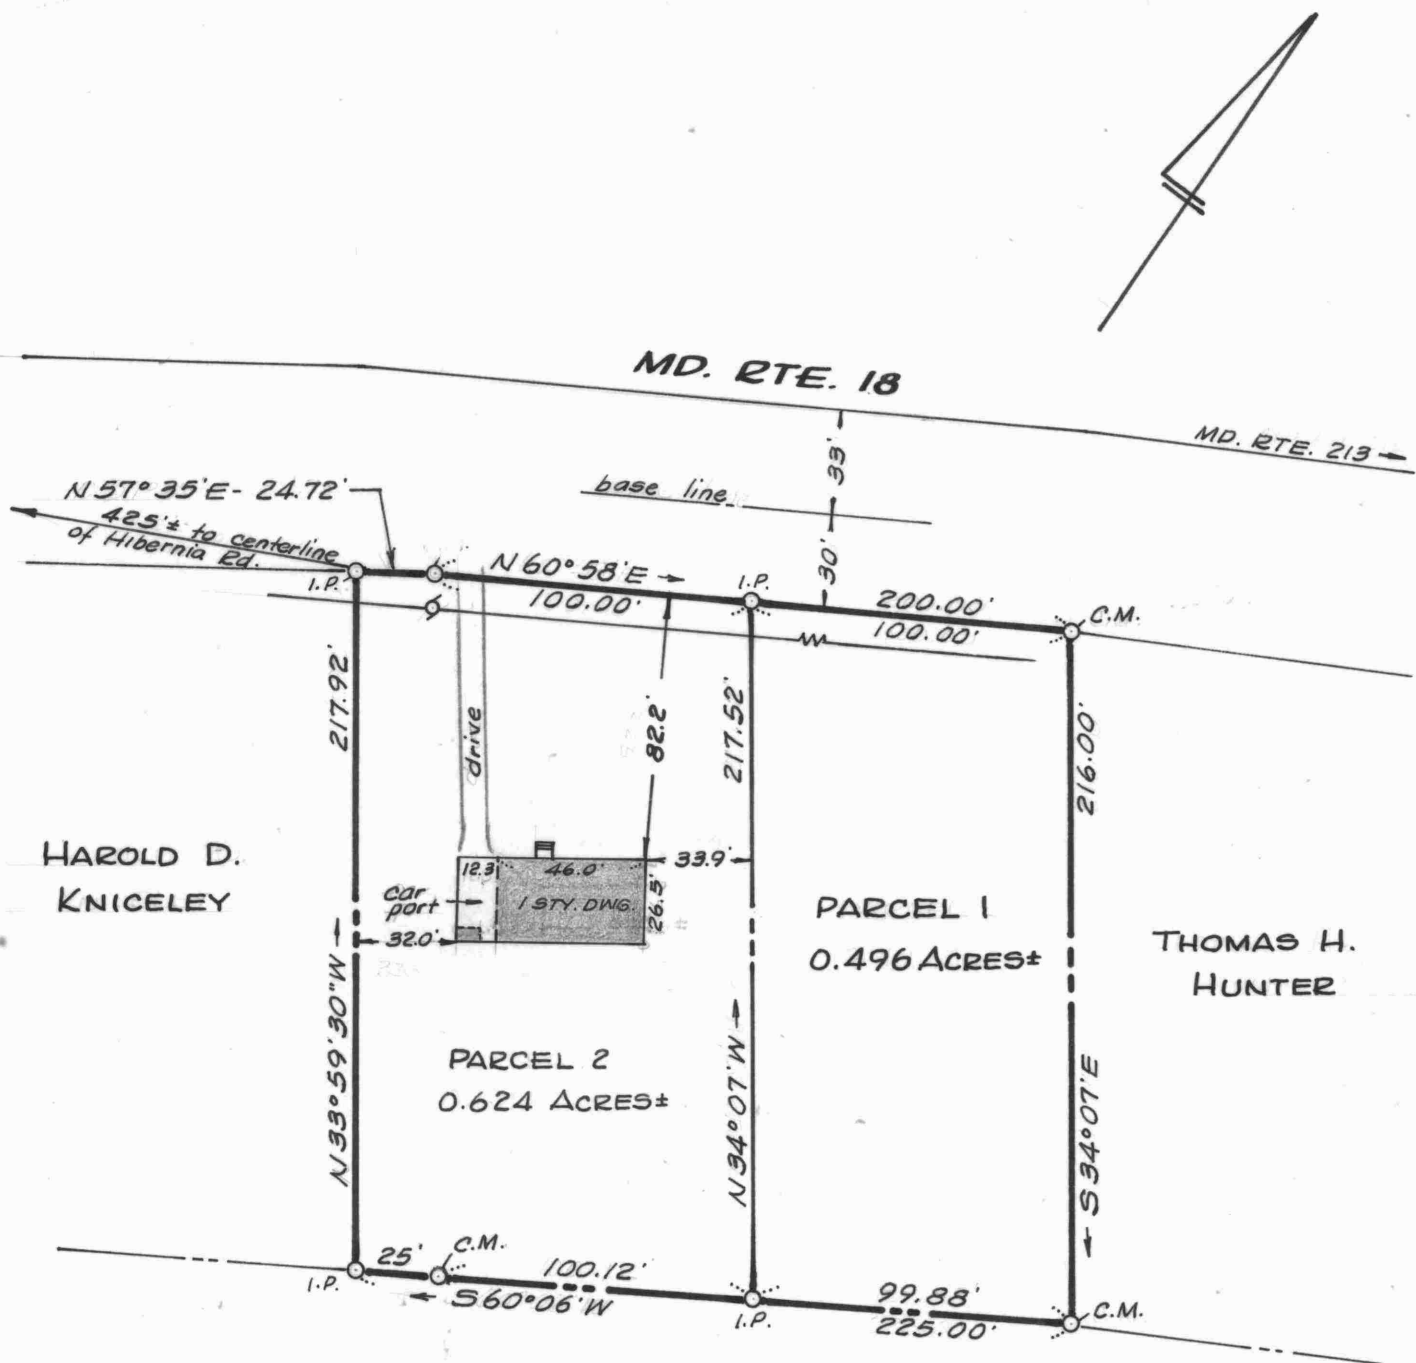 MD. RTE. 18
MD. RTE. 213
33'
base line
N 57° 35' E - 24.72'
425'± to centerline
of Hibernia Rd.
30'
I.P.
N 60° 58' E
100.00'
I.P.
200.00'
100.00'
C.M.
217.92'
drive
82.2'
217.52'
216.00'
HAROLD D.
KNICELEY
12.3
46.0'
33.9'
car
port
1 STY. DWG.
26.5'
32.0'
PARCEL 1
0.496 ACRES±
THOMAS H.
HUNTER
N 33° 59' 30" W
PARCEL 2
0.624 ACRES±
N 34° 07' W
S 34° 07' E
25'
C.M.
100.12'
I.P.
S 60° 06' W
99.88'
225.00'
I.P.
C.M.